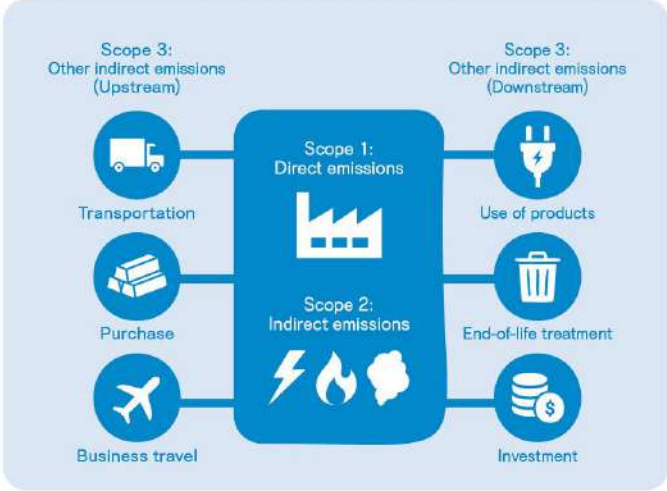 Scope 3:
Other indirect emissions
(Upstream)
Transportation
Purchase
Business travel
Scope 1:
Direct emissions
Scope 2:
Indirect emissions
Scope 3:
Other indirect emissions
(Downstream)
Use of products
End-of-life treatment
$
Investment